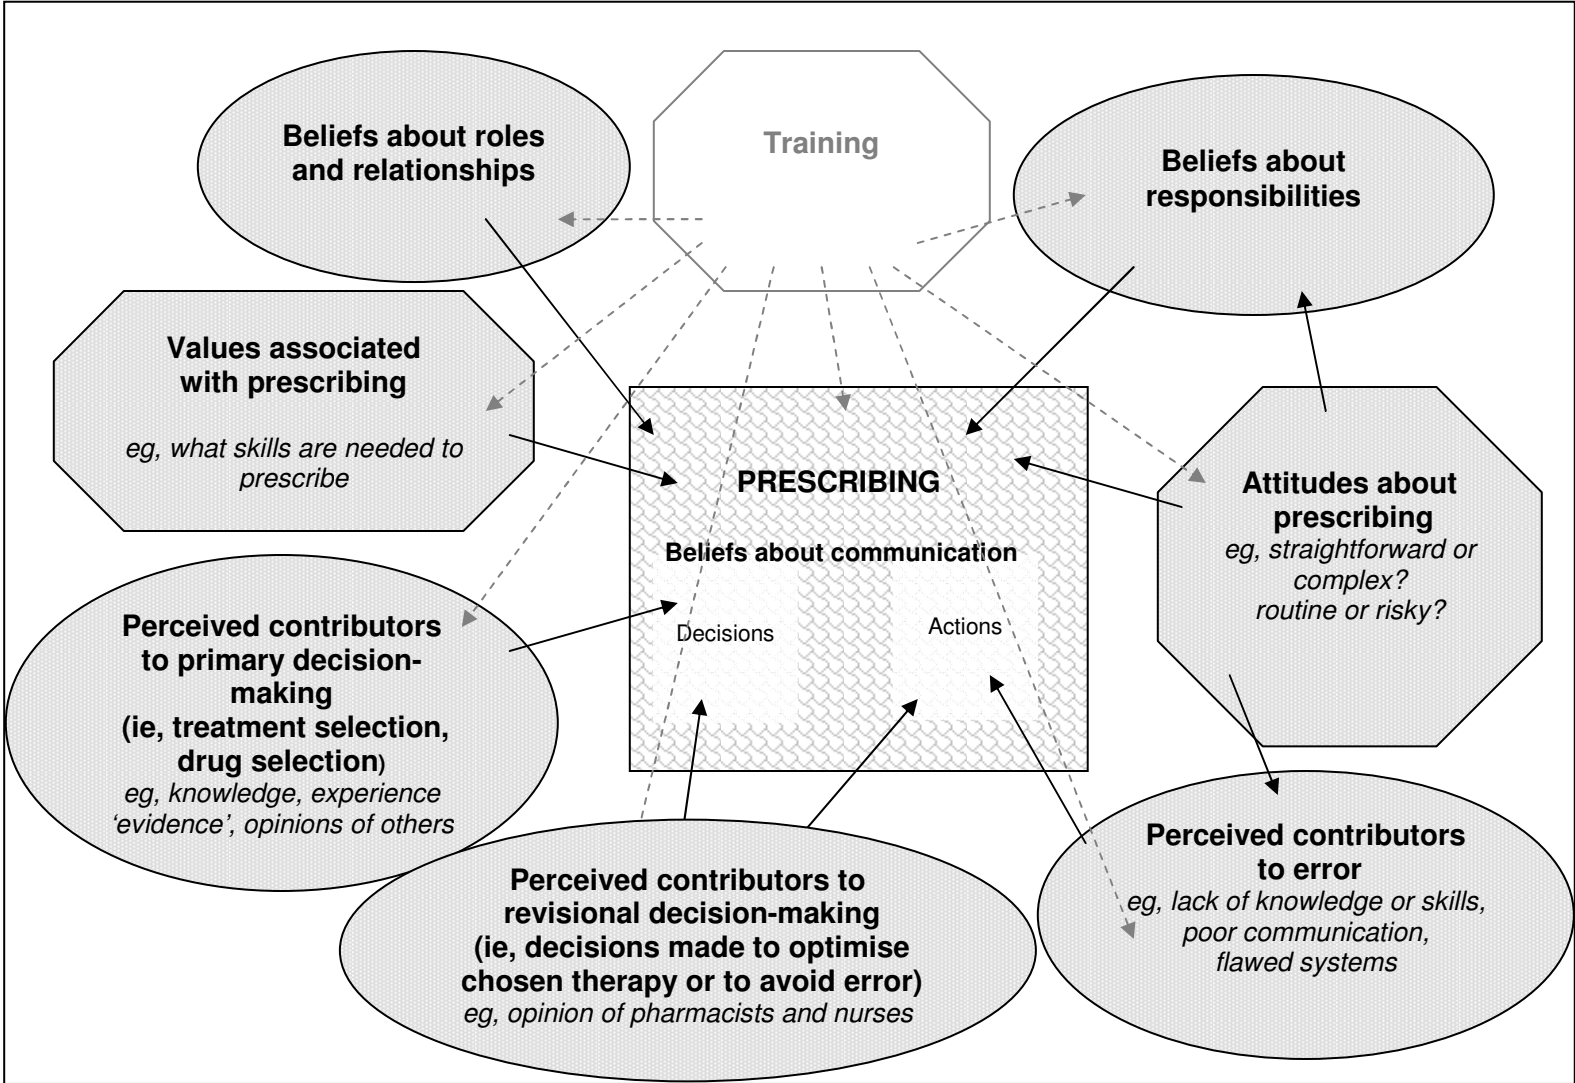 Beliefs about roles
and relationships
Training
Beliefs about
responsibilities
Values associated
with prescribing
eg, what skills are needed to
prescribe
PRESCRIBING
Beliefs about communication
Decisions
Actions
Attitudes about
prescribing
eg, straightforward or
complex?
routine or risky?
Perceived contributors
to primary decision-
making
(ie, treatment selection,
drug selection)
eg, knowledge, experience
‘evidence’, opinions of others
Perceived contributors to
revisional decision-making
(ie, decisions made to optimise
chosen therapy or to avoid error)
eg, opinion of pharmacists and nurses
Perceived contributors
to error
eg, lack of knowledge or skills,
poor communication,
flawed systems